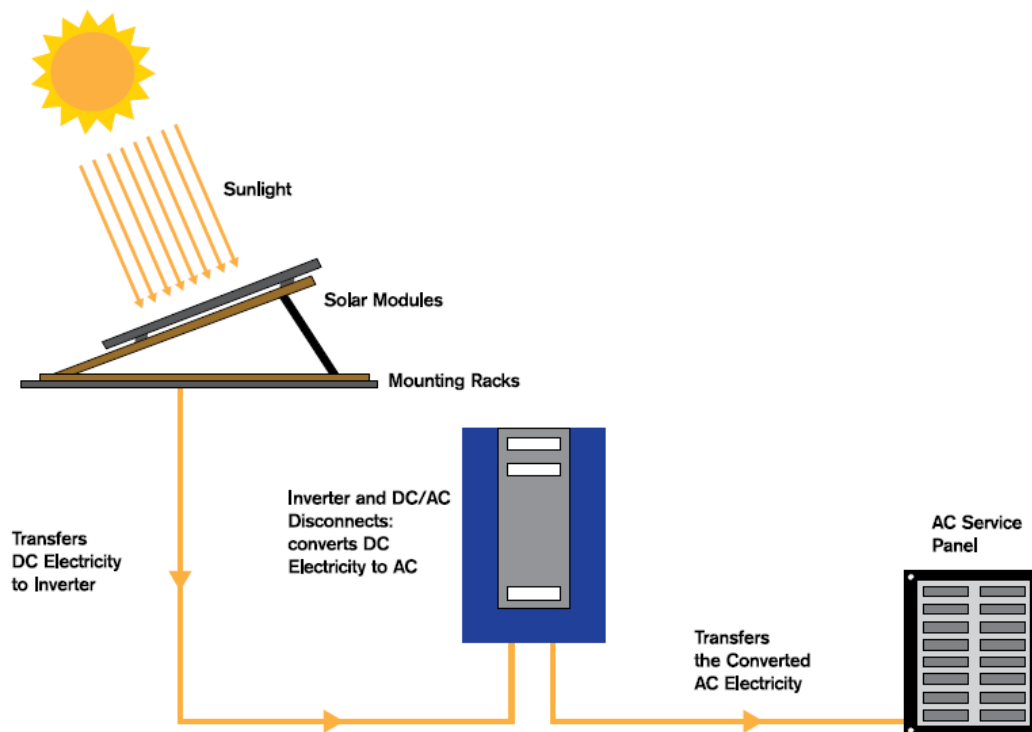 Sunlight
Solar Modules
Mounting Racks
Transfers
DC Electricity
to Inverter
Inverter and DC/AC
Disconnects:
converts DC
Electricity to AC
Transfers
the Converted
AC Electricity
AC Service
Panel